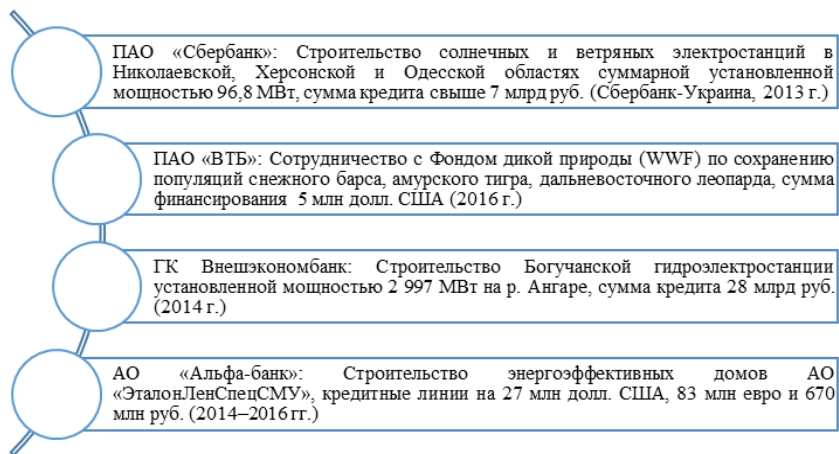 ПАО «Сбербанк»: Строительство солнечных и ветряных электростанций в
Николаевской, Херсонской и Одесской областях суммарной установленной
мощностью 96,8 МВт, сумма кредита свыше 7 млрд руб. (Сбербанк-Украина, 2013 г.)
ПАО «ВТБ»: Сотрудничество с Фондом дикой природы (WWF) по сохранению
популяций снежного барса, амурского тигра, дальневосточного леопарда, сумма
финансирования 5 млн долл. США (2016 г.)
ГК Внешэкономбанк: Строительство Богучанской гидроэлектростанции
установленной мощностью 2 997 МВт на р. Ангаре, сумма кредита 28 млрд руб.
(2014 г.)
АО «Альфа-банк»: Строительство энергоэффективных домов АО
«ЭталонЛенСпецСМУ», кредитные линии на 27 млн долл. США, 83 млн евро и 670
млн руб. (2014–2016 гг.)